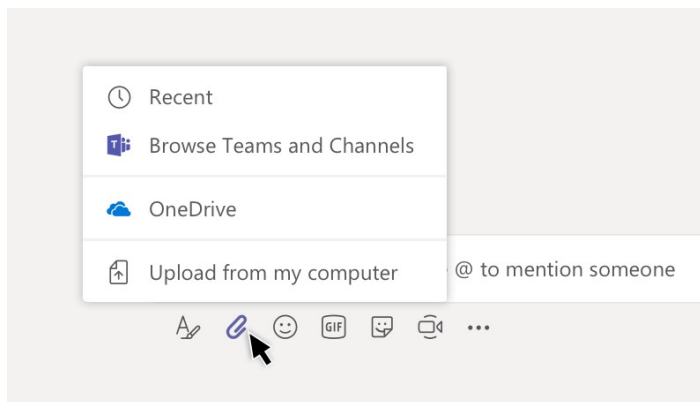 Recent
Browse Teams and Channels
OneDrive
Upload from my computer
@ to mention someone
GIF